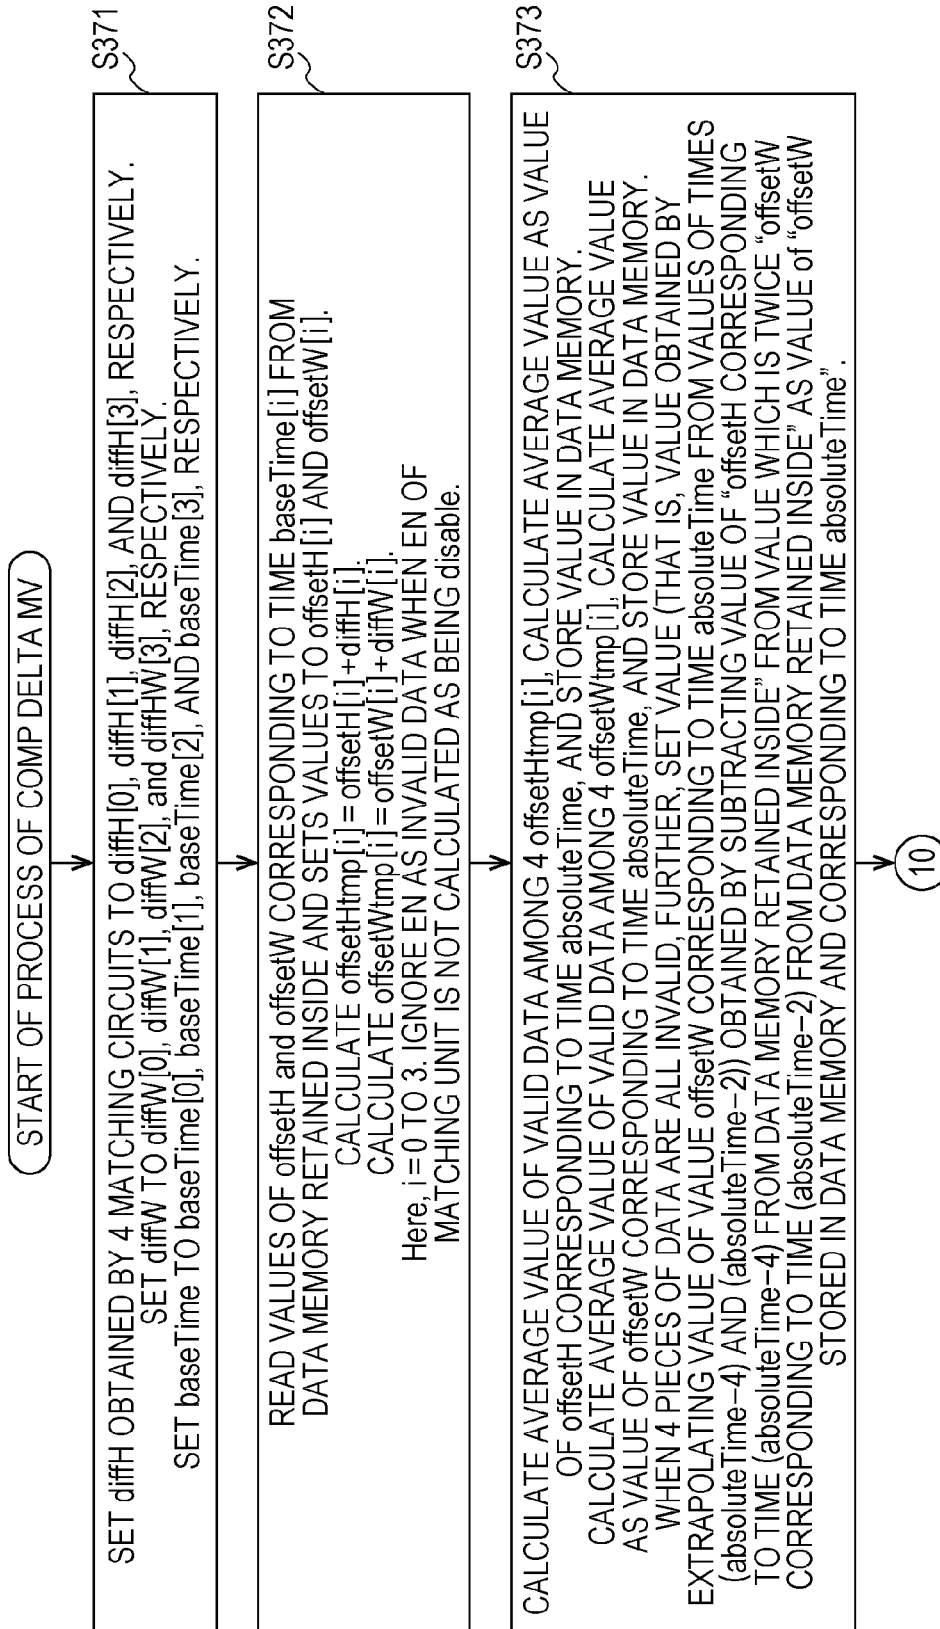 START OF PROCESS OF COMP DELTA MV
S371
SET diffH OBTAINED BY 4 MATCHING CIRCUITS TO diffH[0], diffH[1], diffH[2], AND diffH[3], RESPECTIVELY.
SET diffW TO diffW[0], diffW[1], diffW[2], and diffHW[3], RESPECTIVELY.
SET baseTime TO baseTime[0], baseTime[1], baseTime[2], AND baseTime[3], RESPECTIVELY.
S372
READ VALUES OF offsetH and offsetW CORRESPONDING TO TIME baseTime[i] FROM
DATA MEMORY RETAINED INSIDE AND SETS VALUES TO offsetH[i] AND offsetW[i].
CALCULATE offsetHtmp[i]=offsetH[i]+diffH[i].
CALCULATE offsetWtmp[i]=offsetW[i]+diffW[i].
Here, i=0 TO 3. IGNORE EN AS INVALID DATA WHEN EN OF
MATCHING UNIT IS NOT CALCULATED AS BEING disable.
S373
CALCULATE AVERAGE VALUE OF VALID DATA AMONG 4 offsetHtmp[i], CALCULATE AVERAGE VALUE AS VALUE
OF offsetH CORRESPONDING TO TIME absoluteTime, AND STORE VALUE IN DATA MEMORY.
CALCULATE AVERAGE VALUE OF VALID DATA AMONG 4 offsetWtmp[i], CALCULATE AVERAGE VALUE
AS VALUE OF offsetW CORRESPONDING TO TIME absoluteTime, AND STORE VALUE IN DATA MEMORY.
WHEN 4 PIECES OF DATA ARE ALL INVALID, FURTHER, SET VALUE (THAT IS, VALUE OBTAINED BY
EXTRAPOLATING VALUE OF VALUE offsetW CORRESPONDING TO TIME absoluteTime FROM VALUES OF TIMES
(absoluteTime-4) AND (absoluteTime-2)) OBTAINED BY SUBTRACTING VALUE OF "offsetH CORRESPONDING
TO TIME (absoluteTime-4) FROM DATA MEMORY RETAINED INSIDE" FROM VALUE WHICH IS TWICE "offsetW
CORRESPONDING TO TIME (absoluteTime-2) FROM DATA MEMORY RETAINED INSIDE" AS VALUE of "offsetW
STORED IN DATA MEMORY AND CORRESPONDING TO TIME absoluteTime".
10